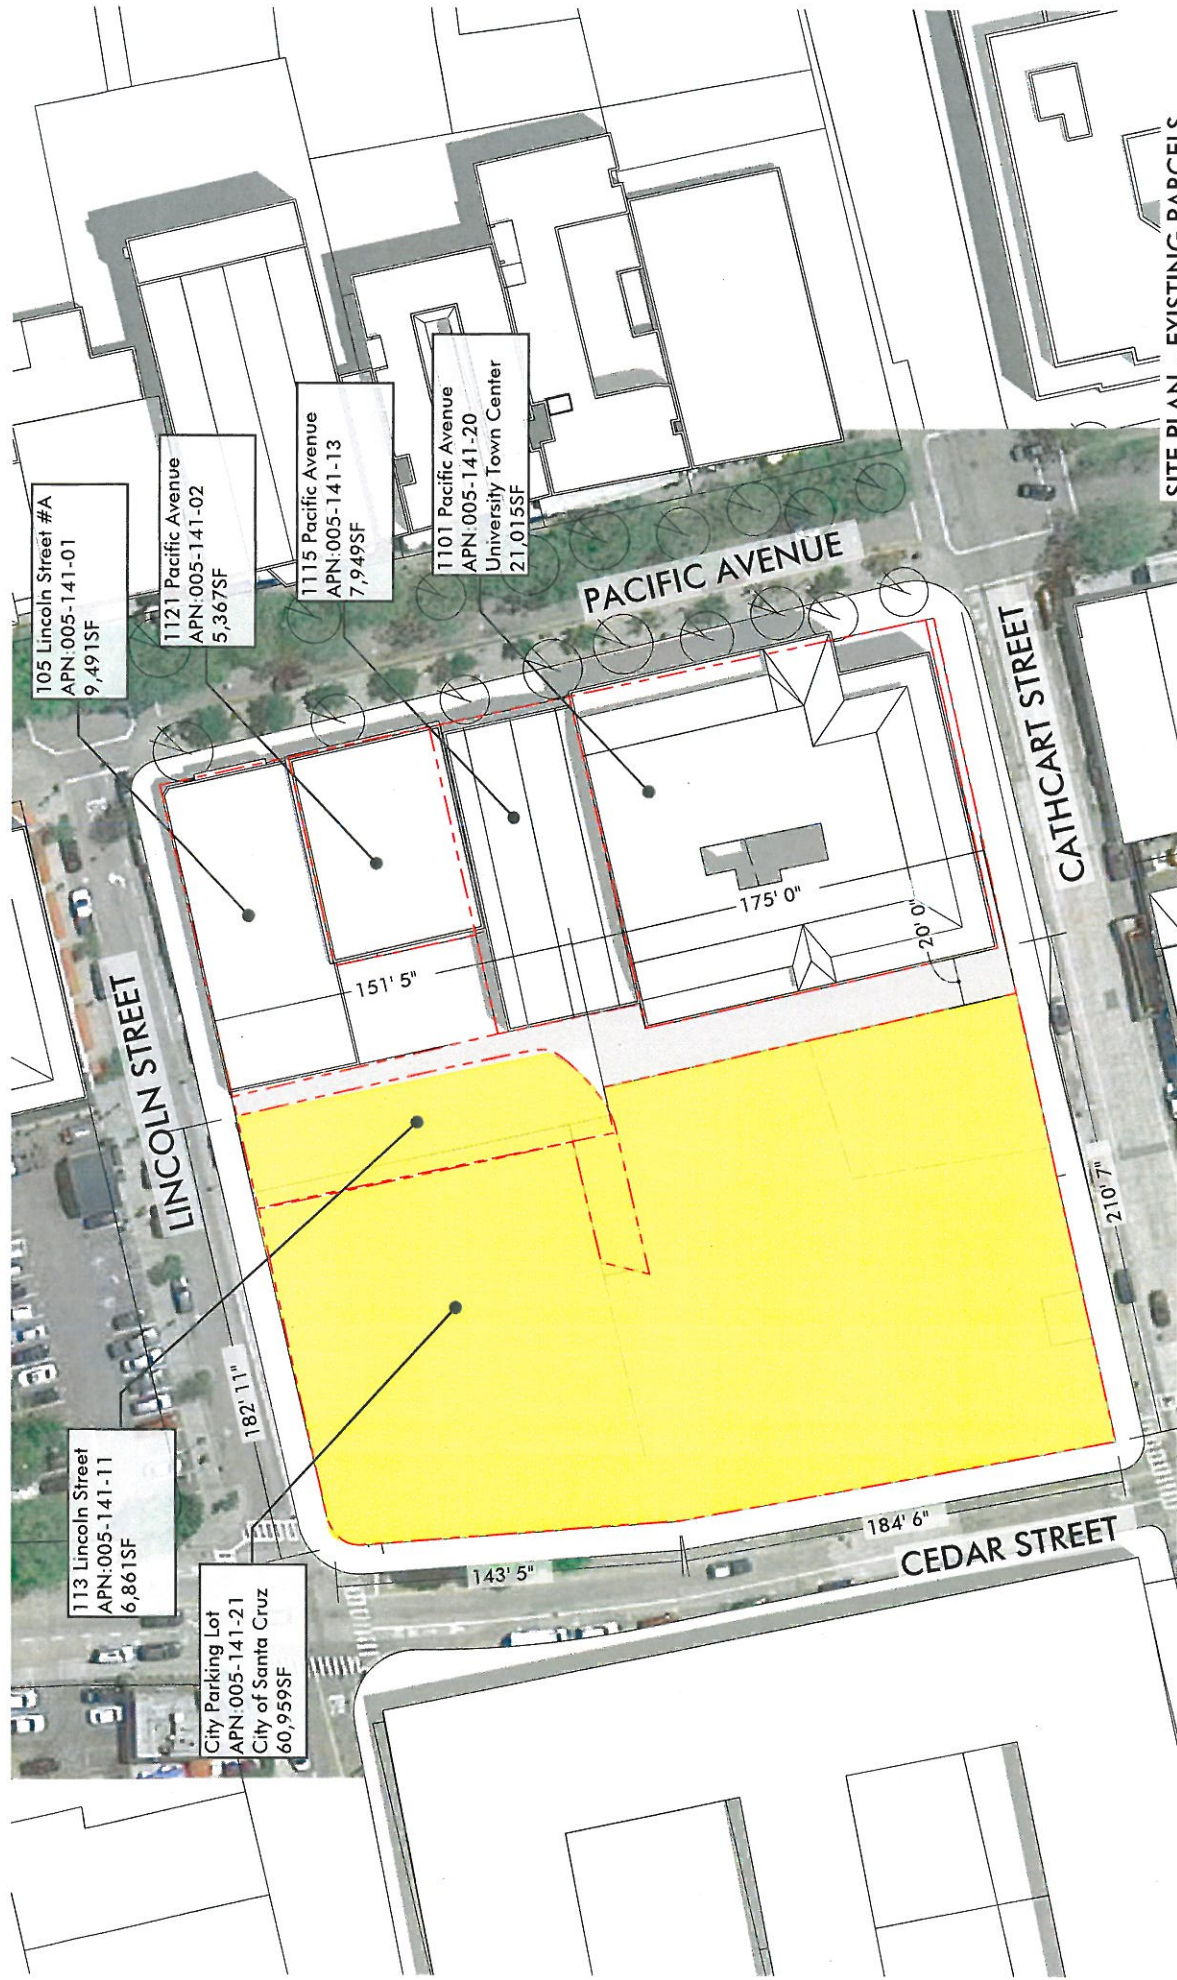 113 Lincoln Street
APN:005-141-11
6,861SF
City Parking Lot
APN:005-141-21
City of Santa Cruz
60,959SF
105 Lincoln Street #A
APN:005-141-01
9,491SF
1121 Pacific Avenue
APN:005-141-02
5,367SF
1115 Pacific Avenue
APN:005-141-13
7,949SF
1101 Pacific Avenue
APN:005-141-20
University Town Center
21,015SF
LINCOLN STREET
182' 11"
151' 5"
143' 5"
175' 0"
20' 0"
PACIFIC AVENUE
184' 6"
CEDAR STREET
210' 7"
CATHCART STREET
SITE PLAN - EXISTING PARCELS